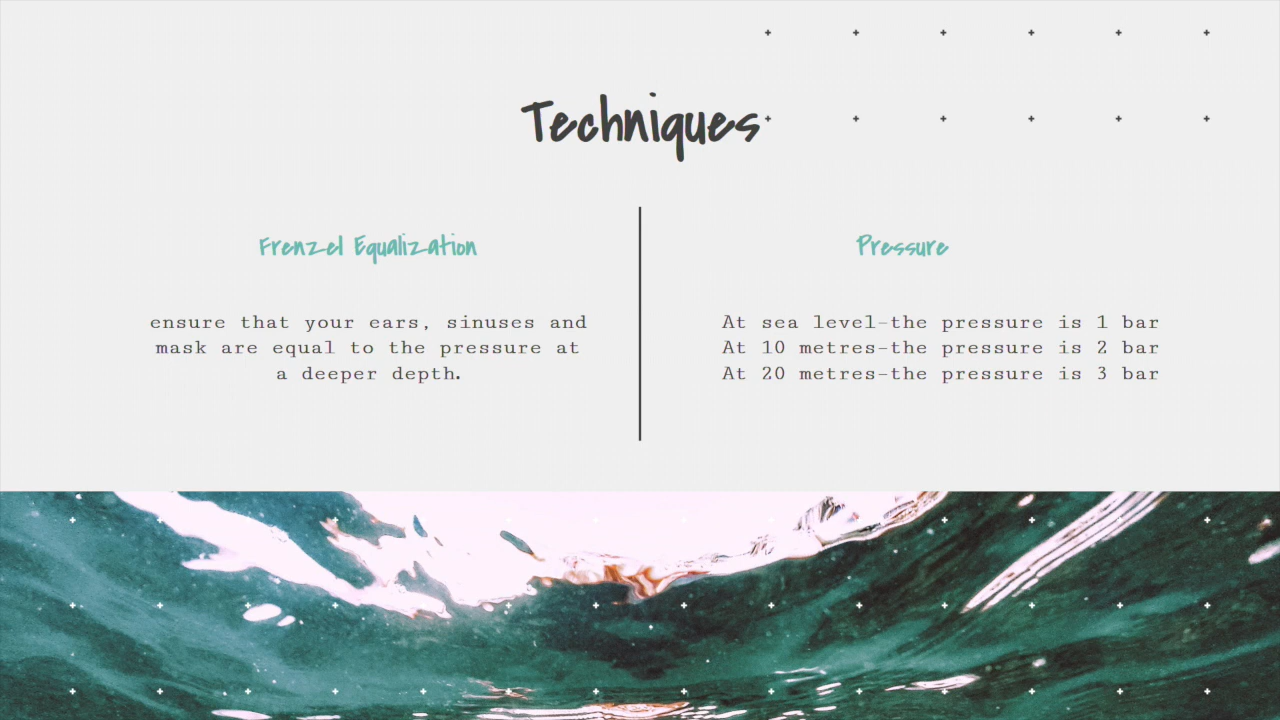 Techniques
Frenzel Equalization
ensure that your ears, sinuses and
mask are equal to the pressure at
a deeper depth.
Pressure
At sea level-the pressure is 1 bar
At 10 metres-the pressure is 2 bar
At 20 metres-the pressure is 3 bar